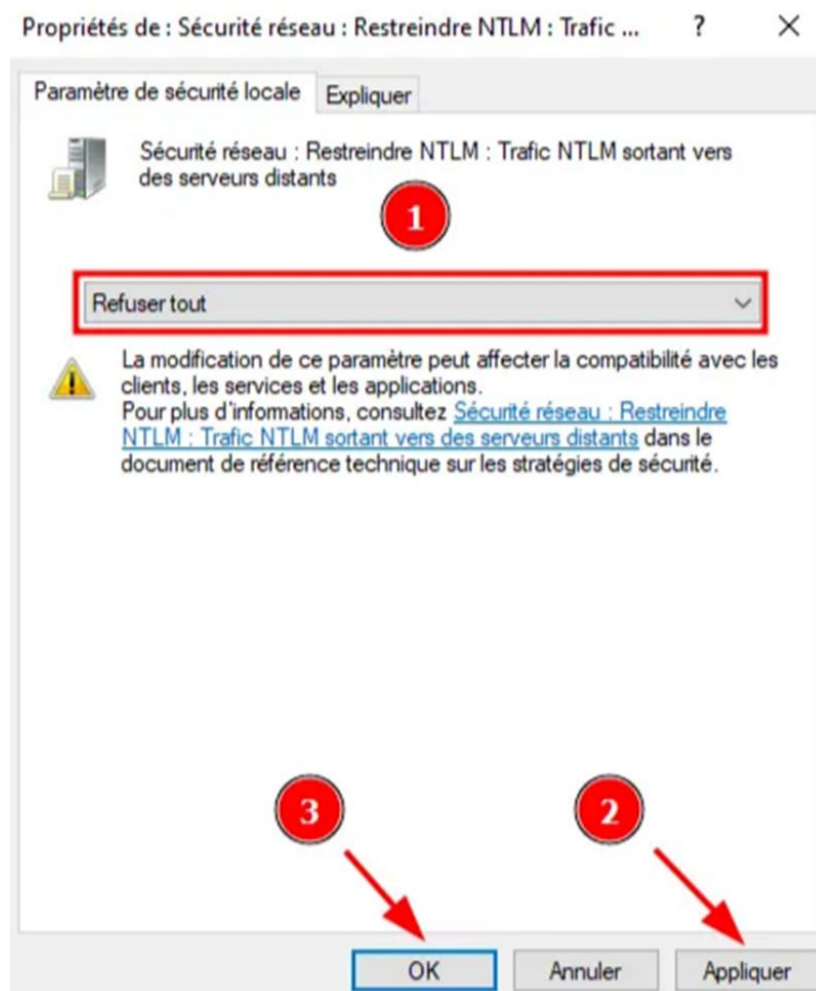 Propriétés de : Sécurité réseau : Restreindre NTLM : Trafic ... ? ×
Paramètre de sécurité locale Expliquer
Sécurité réseau : Restreindre NTLM : Trafic NTLM sortant vers
des serveurs distants
1
Refuser tout
La modification de ce paramètre peut affecter la compatibilité avec les
clients, les services et les applications.
Pour plus d'informations, consultez Sécurité réseau : Restreindre
NTLM : Trafic NTLM sortant vers des serveurs distants dans le
document de référence technique sur les stratégies de sécurité.
3 2
OK Annuler Appliquer